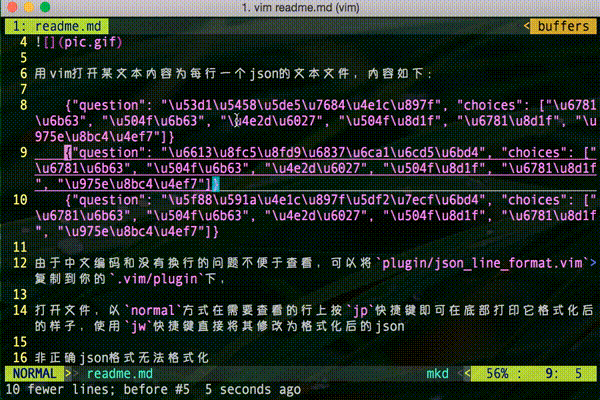 1. vim readme.md (vim)
1: readme.md buffers
4 ![](pic.gif)
5
6 用vim打开某文本内容为每行一个json的文本文件，内容如下：
7
8 {"question": "\u53d1\u5458\u5de5\u7684\u4e1c\u897f", "choices": ["\u6781
\u6b63", "\u504f\u6b63", "\u4e2d\u6027", "\u504f\u8d1f", "\u6781\u8d1f", "\u
975e\u8bc4\u4ef7"]}
9 {"question": "\u6613\u8fc5\u8fd9\u6837\u6ca1\u6cd5\u6bd4", "choices": ["
\u6781\u6b63", "\u504f\u6b63", "\u4e2d\u6027", "\u504f\u8d1f", "\u6781\u8d1f
", "\u975e\u8bc4\u4ef7"]}
10 {"question": "\u5f88\u591a\u4e1c\u897f\u5df2\u7ecf\u6bd4", "choices": ["
\u6781\u6b63", "\u504f\u6b63", "\u4e2d\u6027", "\u504f\u8d1f", "\u6781\u8d1f
", "\u975e\u8bc4\u4ef7"]}
11
12 由于中文编码和没有换行的问题不便于查看，可以将`plugin/json_line_format.vim`>
复制到你的`.vim/plugin`下，
13
14 打开文件，以`normal`方式在需要查看的行上按`jp`快捷键即可在底部打印它格式化后
的样子，使用`jw`快捷键直接将其修改为格式化后的json
15
16 非正确json格式无法格式化
NORMAL readme.md mkd 56% : 9: 5
10 fewer lines; before #5 5 seconds ago